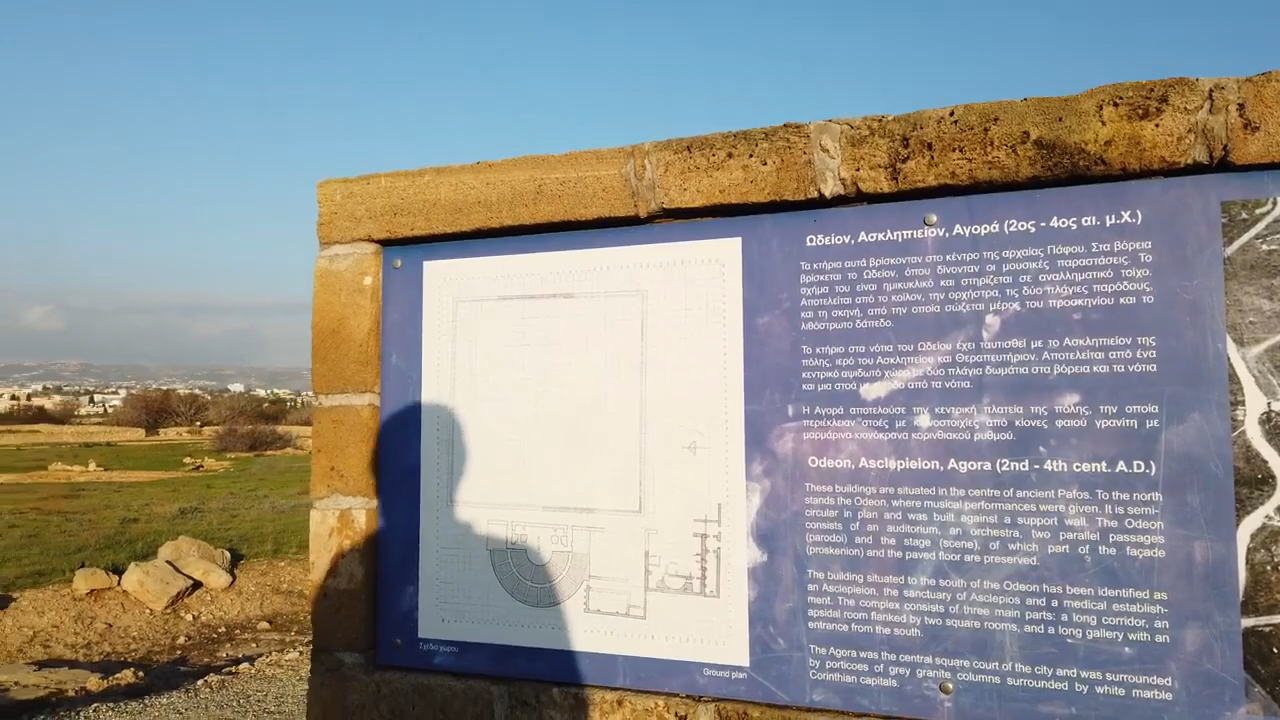 Ωδείον, Ασκληπιείον, Αγορά (2ος - 4ος αι. μ.Χ.)
Τα κτήρια αυτά βρίσκονταν στο κέντρο της αρχαίας Πάφου. Στα βόρεια
βρίσκεται το Ωδείον, όπου δίνονταν οι μουσικές παραστάσεις. Το
σχήμα του είναι ημικυκλικό και στηρίζεται σε αναλημματικό τοίχο.
Αποτελείται από το κοίλον, την ορχήστρα, τις δύο πλάγιες παρόδους,
και τη σκηνή, από την οποία σώζεται μέρος του προσκηνίου και το
λιθόστρωτο δάπεδο.
Το κτήριο στα νότια του Ωδείου έχει ταυτισθεί με το Ασκληπιείον της
πόλης, ιερό του Ασκληπείου και Θεραπευτήριον. Αποτελείται από ένα
κεντρικό αψιδωτό χώρο με δύο πλάγια δωμάτια στα βόρεια και τα νότια
και μια στοά με από τα νότια.
Η Αγορά αποτελούσε την κεντρική πλατεία της πόλης, την οποία
περιέκλειαν στοές με κιονοστοιχίες από κίονες φαιού γρανίτη με
μαρμάρινα κιονόκρανα κορινθιακού ρυθμού.
Odeon, Asclepieion, Agora (2nd - 4th cent. A.D.)
These buildings are situated in the centre of ancient Pafos. To the north
stands the Odeon, where musical performances were given. It is semi-
circular in plan and was built against a support wall. The Odeon
consists of an auditorium, an orchestra, two parallel passages
(parodoi) and the stage (scene), of which part of the façade
(proskenion) and the paved floor are preserved.
The building situated to the south of the Odeon has been identified as
an Asclepieion, the sanctuary of Asclepios and a medical establish-
ment. The complex consists of three main parts: a long corridor, an
apsidal room flanked by two square rooms, and a long gallery with an
entrance from the south.
The Agora was the central square court of the city and was surrounded
by porticoes of grey granite columns surrounded by white marble
Corinthian capitals.
Σχέδιο χώρου
Ground plan